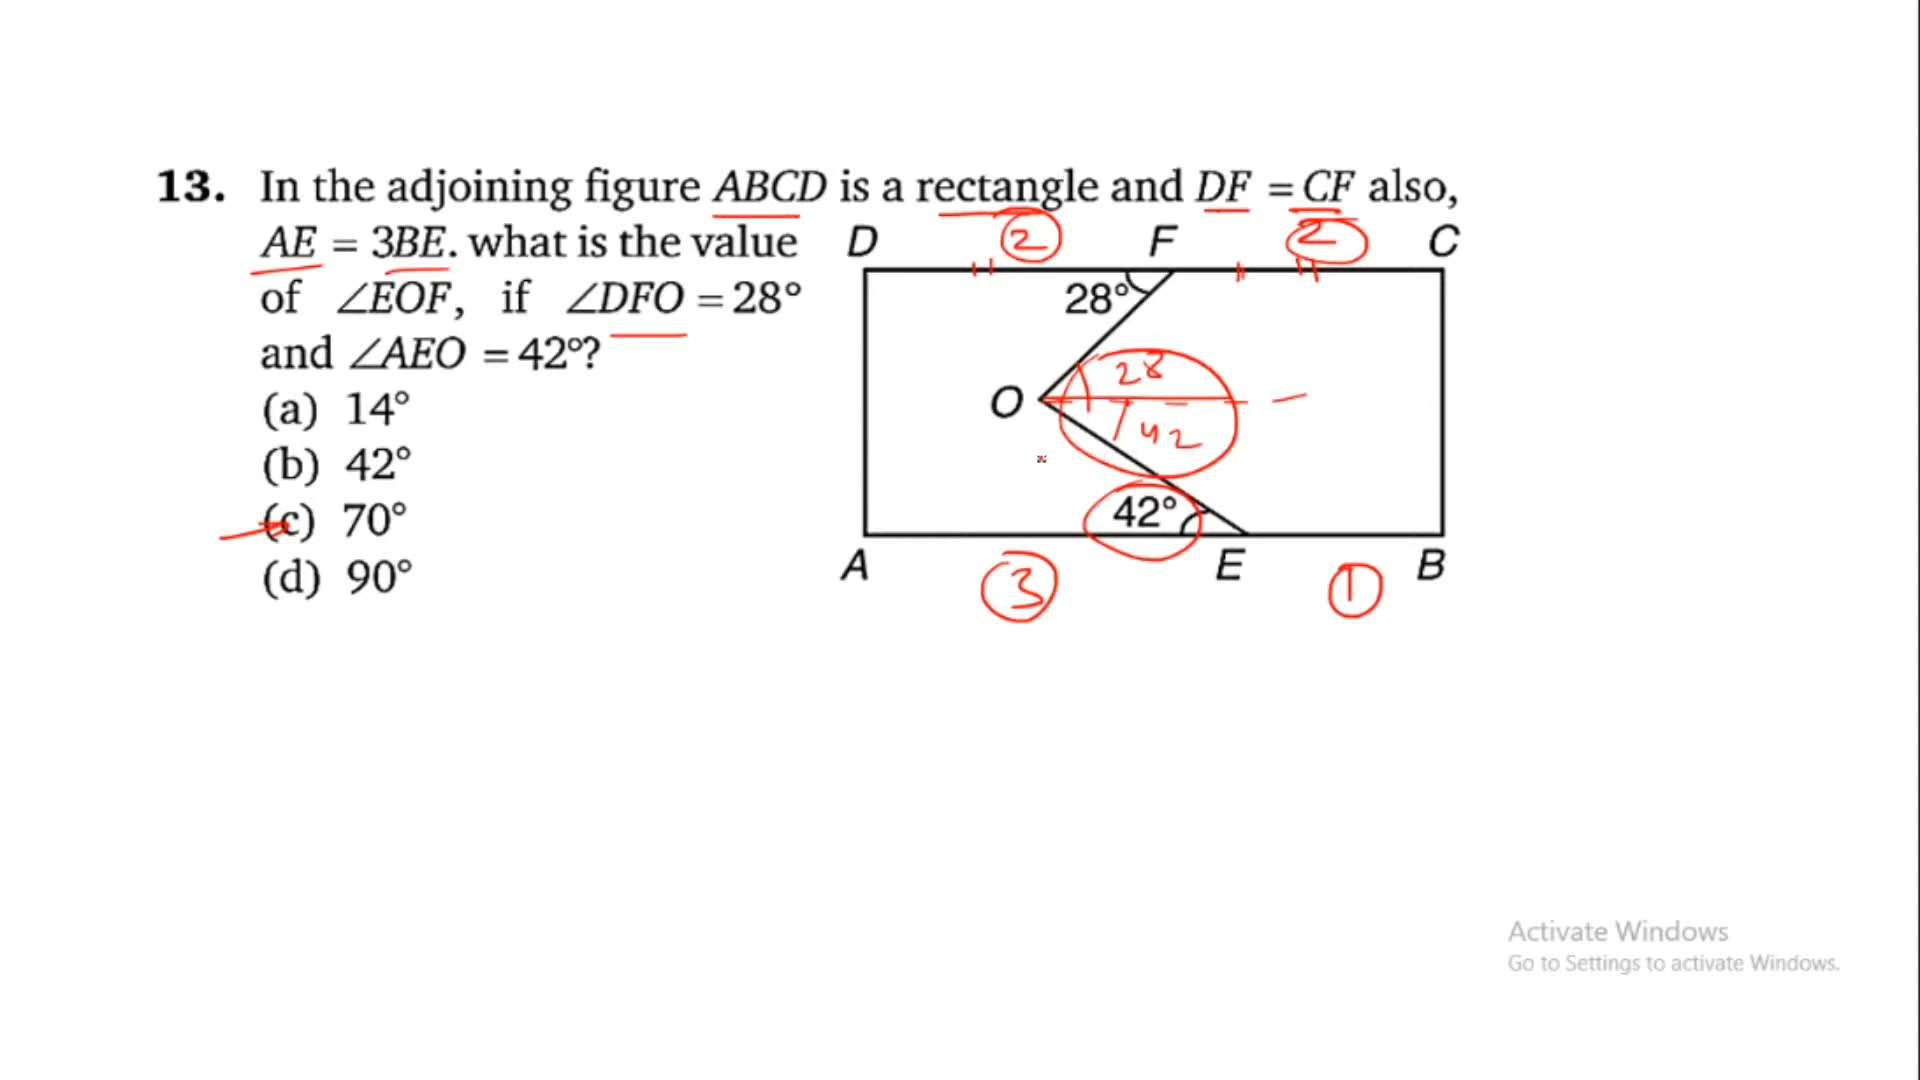 13. In the adjoining figure ABCD is a rectangle and DF = CF also,
AE = 3BE. what is the value
of ∠EOF, if ∠DFO = 28°
and ∠AEO = 42°?
(a) 14°
(b) 42°
(c) 70°
(d) 90°
D 2 F 2 C
28°
28
O
42
42°
A E B
3 1
Activate Windows
Go to Settings to activate Windows.